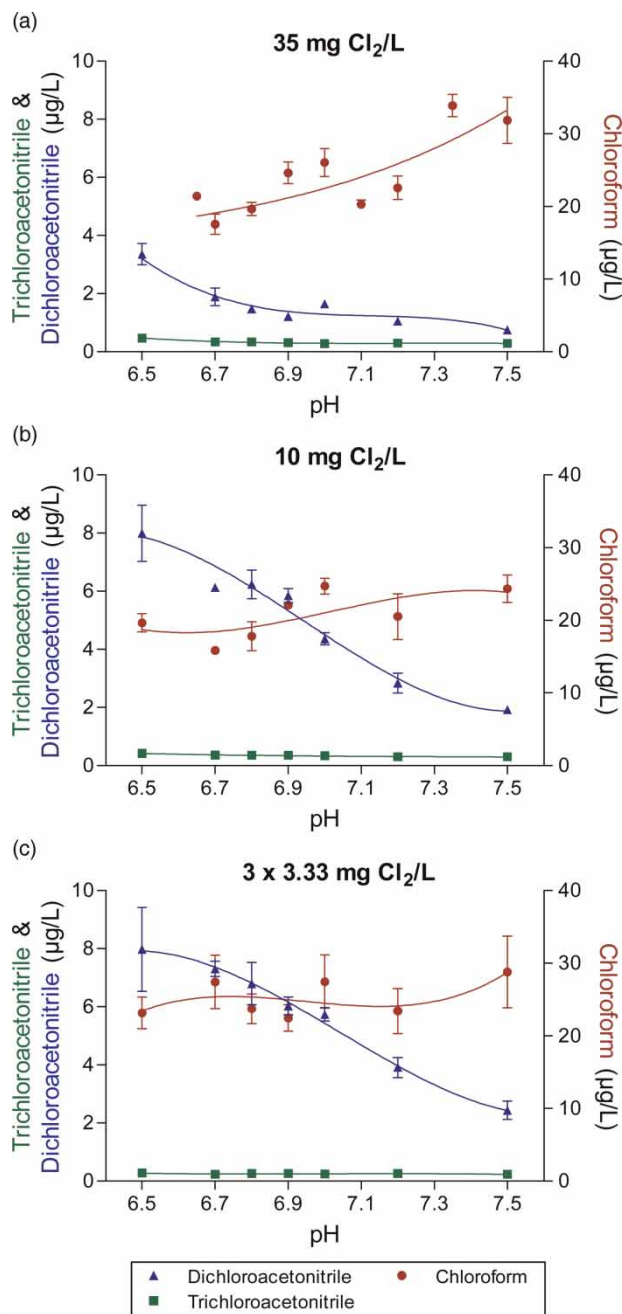 (a)
35 mg Cl₂/L
Trichloroacetonitrile &
Dichloroacetonitrile (µg/L)
10
8
6
4
2
0
40
30
20
10
0
Chloroform (µg/L)
6.5 6.7 6.9 7.1 7.3 7.5
pH
(b)
10 mg Cl₂/L
Trichloroacetonitrile &
Dichloroacetonitrile (µg/L)
10
8
6
4
2
0
40
30
20
10
0
Chloroform (µg/L)
6.5 6.7 6.9 7.1 7.3 7.5
pH
(c)
3 x 3.33 mg Cl₂/L
Trichloroacetonitrile &
Dichloroacetonitrile (µg/L)
10
8
6
4
2
0
40
30
20
10
0
Chloroform (µg/L)
6.5 6.7 6.9 7.1 7.3 7.5
pH
Dichloroacetonitrile Chloroform
Trichloroacetonitrile